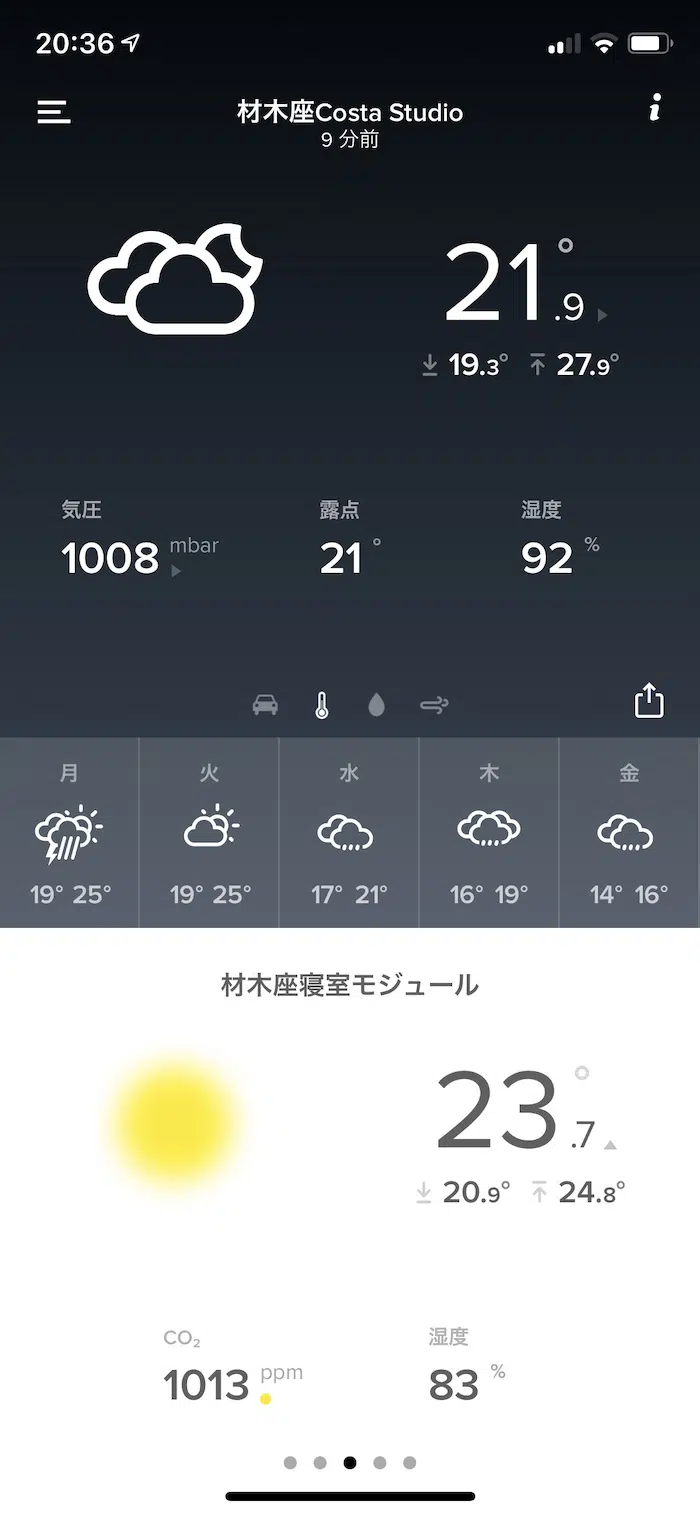 20:36
材木座Costa Studio
9 分前
21.9°
19.3° 27.9°
気圧 露点 湿度
1008 mbar 21° 92 %
月 火 水 木 金
19° 25° 19° 25° 17° 21° 16° 19° 14° 16°
材木座寝室モジュール
23.7°
20.9° 24.8°
CO₂ 湿度
1013 ppm 83 %